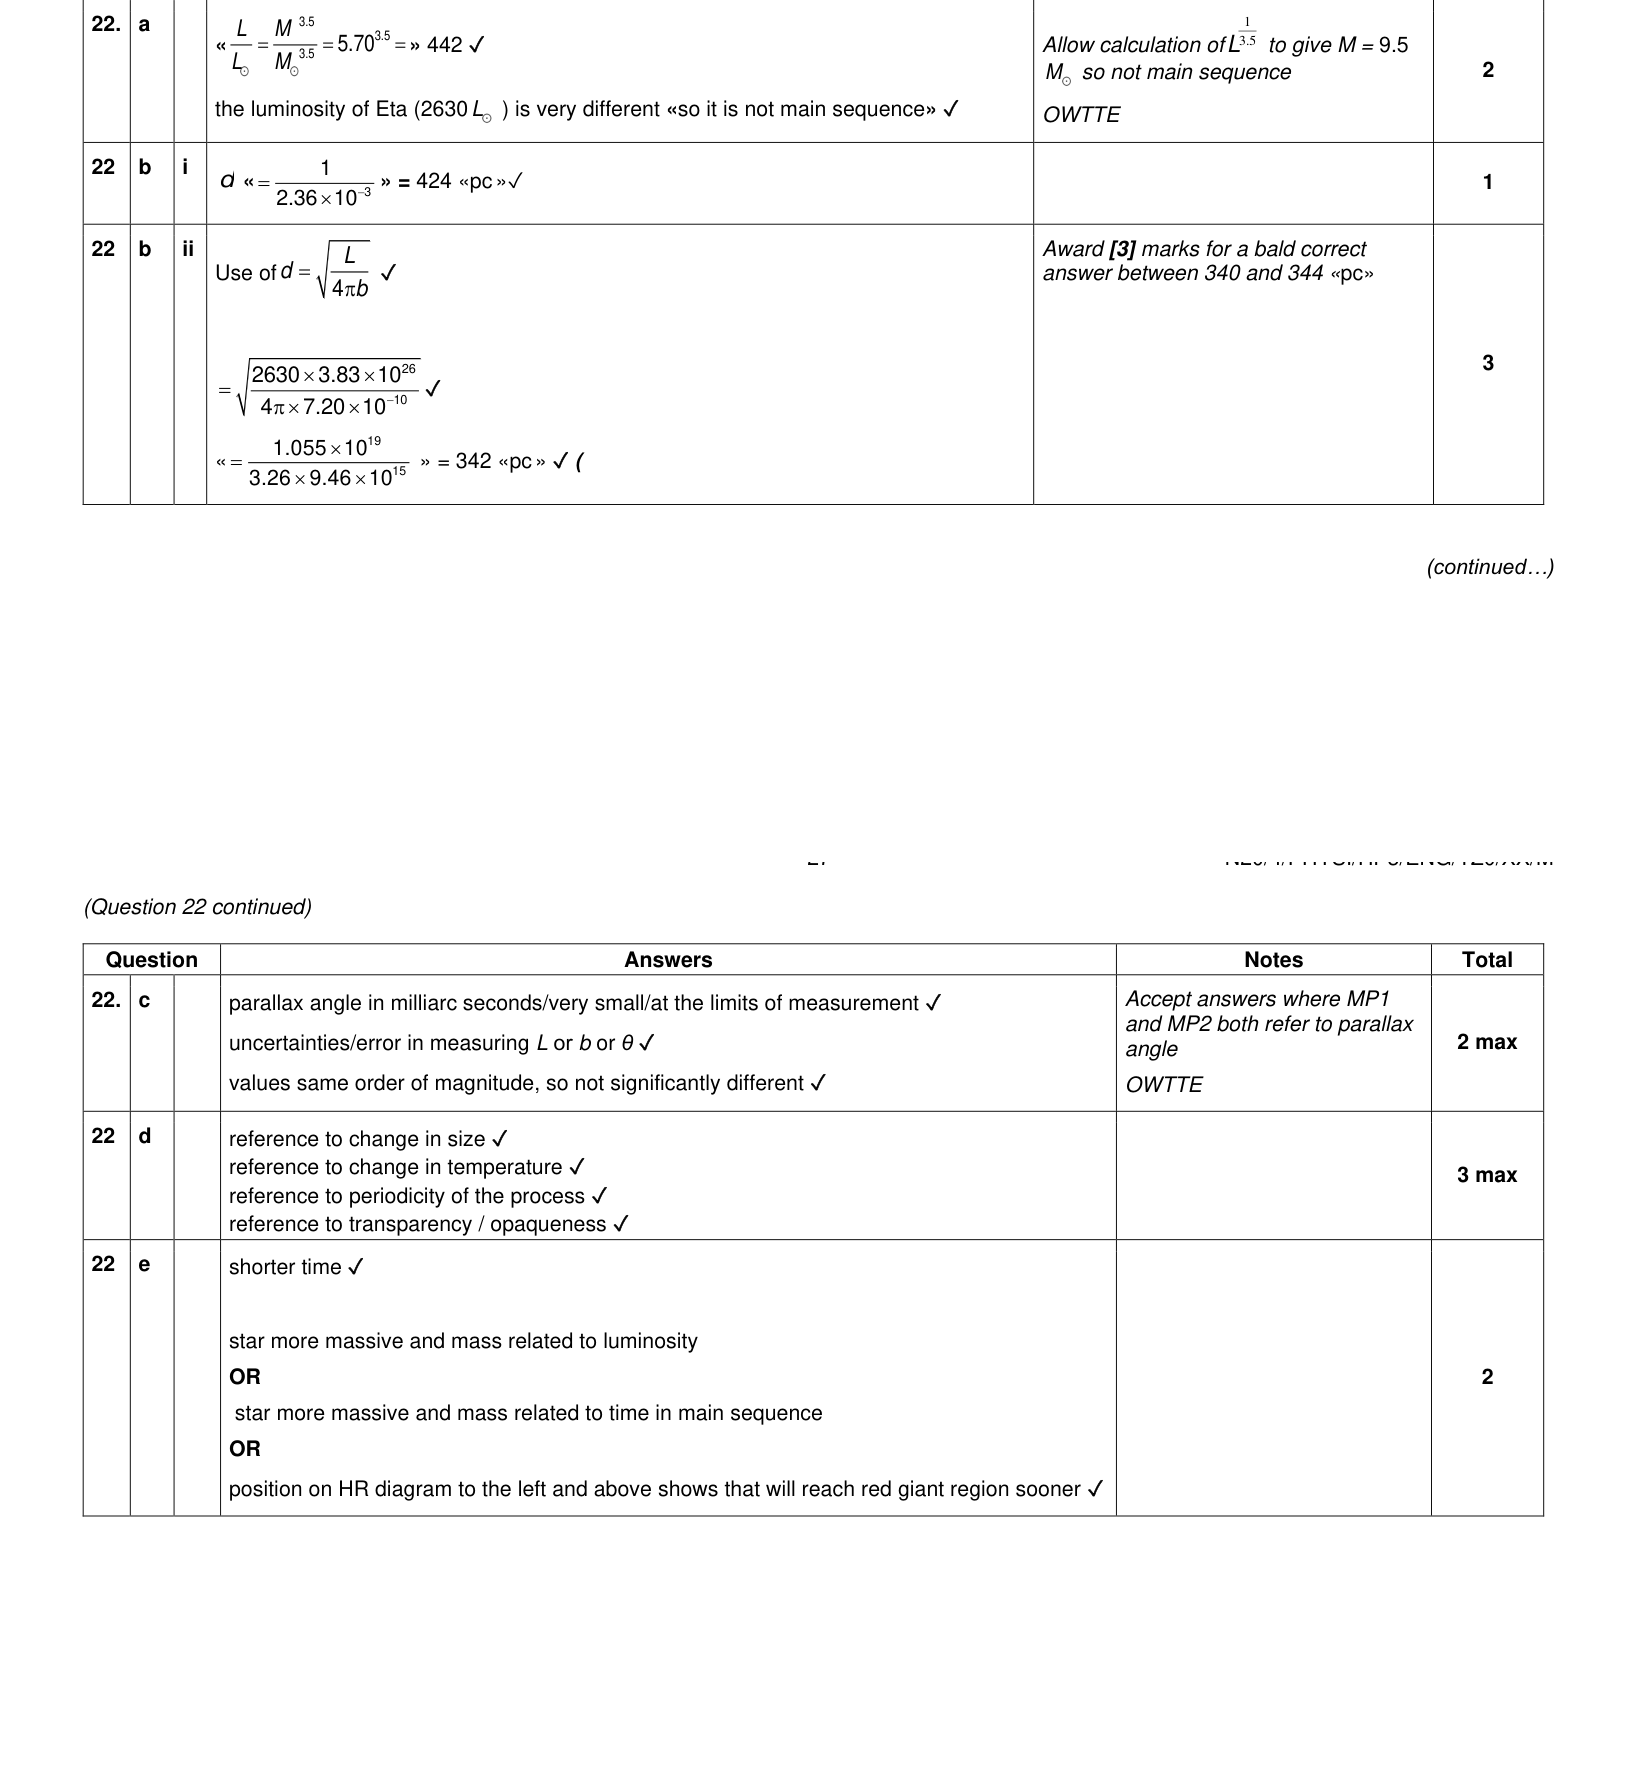 22. a
« L/L☉ = M^3.5/M☉^3.5 = 5.70^3.5 = » 442 ✓
the luminosity of Eta (2630 L☉ ) is very different «so it is not main sequence» ✓
Allow calculation of L^(1/3.5) to give M = 9.5
M☉ so not main sequence
OWTTE
2
22 b i
d « = 1/(2.36×10^−3) » = 424 «pc»✓
1
22 b ii
Use of d = √(L/(4πb)) ✓
= √((2630×3.83×10^26)/(4π×7.20×10^−10)) ✓
« = (1.055×10^19)/(3.26×9.46×10^15) » = 342 «pc» ✓ (
Award [3] marks for a bald correct
answer between 340 and 344 «pc»
3
(continued…)
(Question 22 continued)
Question Answers Notes Total
22. c
parallax angle in milliarc seconds/very small/at the limits of measurement ✓
uncertainties/error in measuring L or b or θ ✓
values same order of magnitude, so not significantly different ✓
Accept answers where MP1
and MP2 both refer to parallax
angle
OWTTE
2 max
22 d
reference to change in size ✓
reference to change in temperature ✓
reference to periodicity of the process ✓
reference to transparency / opaqueness ✓
3 max
22 e
shorter time ✓
star more massive and mass related to luminosity
OR
star more massive and mass related to time in main sequence
OR
position on HR diagram to the left and above shows that will reach red giant region sooner ✓
2